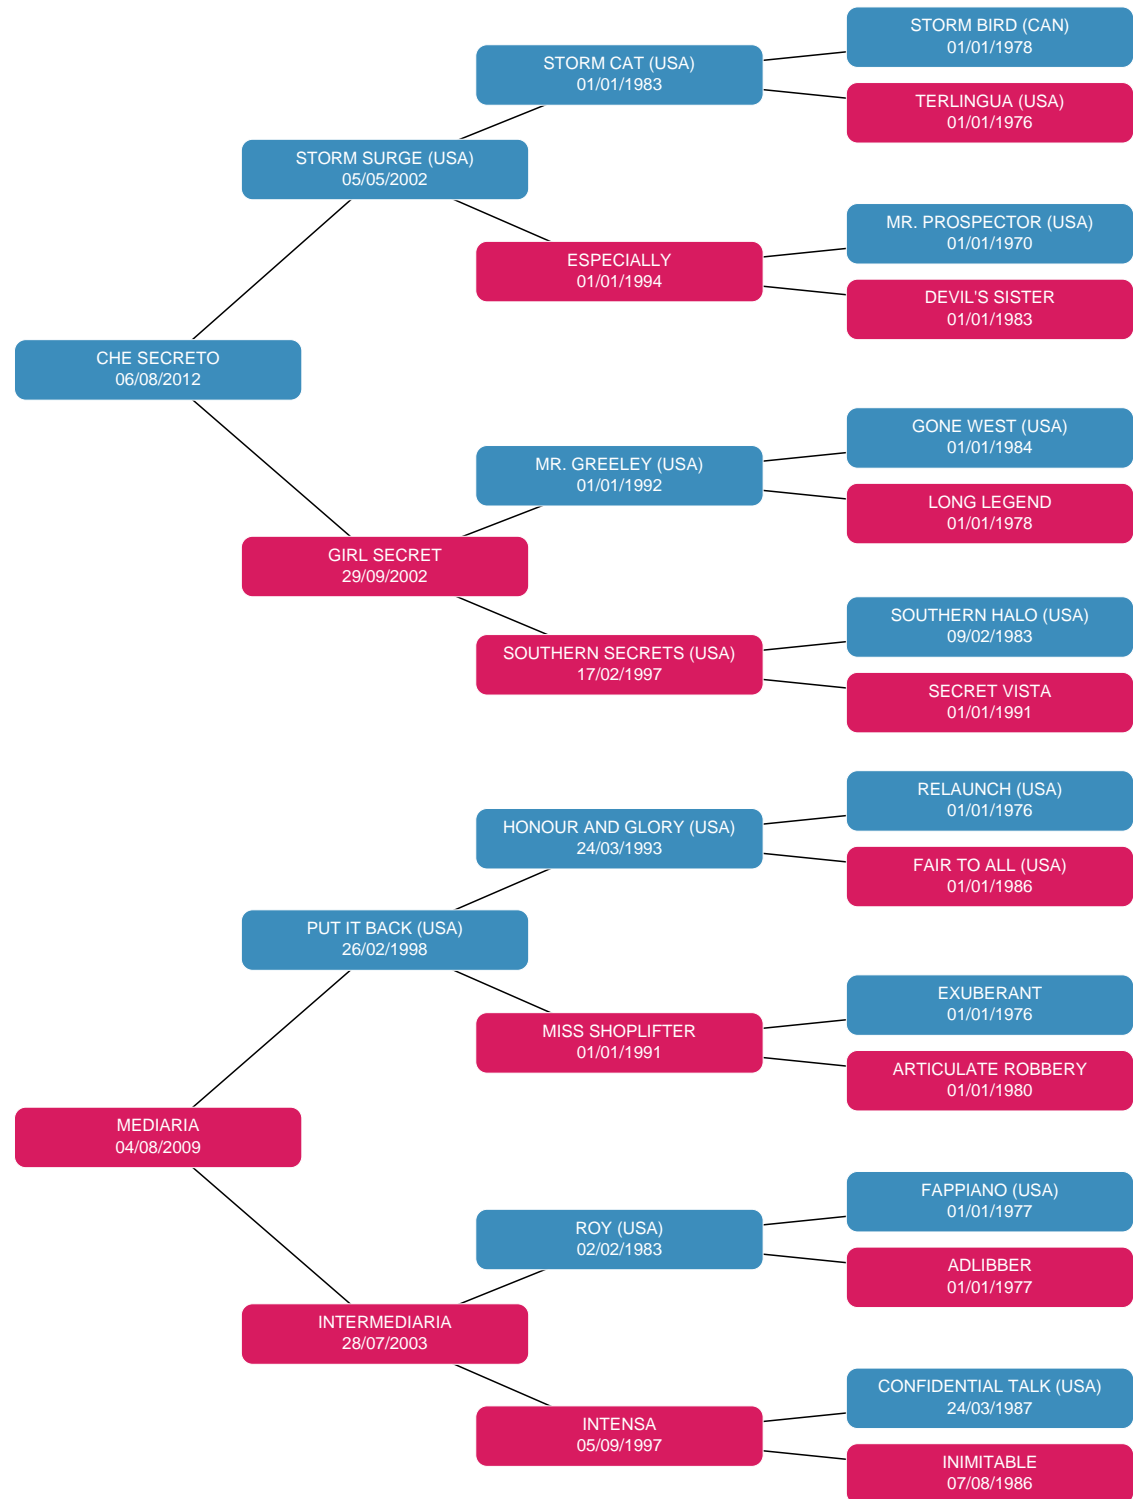 STORM BIRD (CAN)
01/01/1978
STORM CAT (USA)
01/01/1983
TERLINGUA (USA)
01/01/1976
STORM SURGE (USA)
05/05/2002
MR. PROSPECTOR (USA)
01/01/1970
ESPECIALLY
01/01/1994
DEVIL'S SISTER
01/01/1983
CHE SECRETO
06/08/2012
GONE WEST (USA)
01/01/1984
MR. GREELEY (USA)
01/01/1992
LONG LEGEND
01/01/1978
GIRL SECRET
29/09/2002
SOUTHERN HALO (USA)
09/02/1983
SOUTHERN SECRETS (USA)
17/02/1997
SECRET VISTA
01/01/1991
RELAUNCH (USA)
01/01/1976
HONOUR AND GLORY (USA)
24/03/1993
FAIR TO ALL (USA)
01/01/1986
PUT IT BACK (USA)
26/02/1998
EXUBERANT
01/01/1976
MISS SHOPLIFTER
01/01/1991
ARTICULATE ROBBERY
01/01/1980
MEDIARIA
04/08/2009
FAPPIANO (USA)
01/01/1977
ROY (USA)
02/02/1983
ADLIBBER
01/01/1977
INTERMEDIARIA
28/07/2003
CONFIDENTIAL TALK (USA)
24/03/1987
INTENSA
05/09/1997
INIMITABLE
07/08/1986